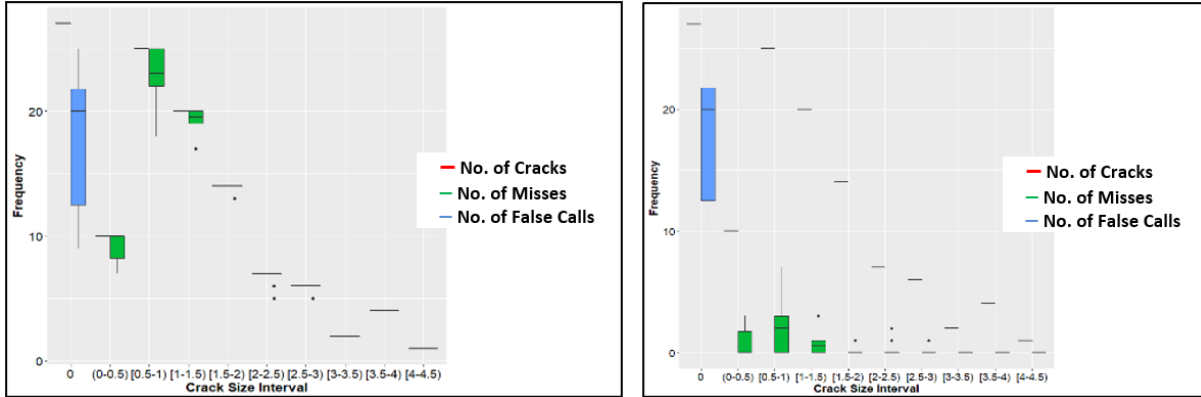 20
10
0
Frequency
0 (0-0.5) [0.5-1) [1-1.5) [1.5-2) [2-2.5) [2.5-3) [3-3.5) [3.5-4) [4-4.5)
Crack Size Interval
No. of Cracks
No. of Misses
No. of False Calls
20
10
0
Frequency
0 (0-0.5) [0.5-1) [1-1.5) [1.5-2) [2-2.5) [2.5-3) [3-3.5) [3.5-4) [4-4.5)
Crack Size Interval
No. of Cracks
No. of Misses
No. of False Calls